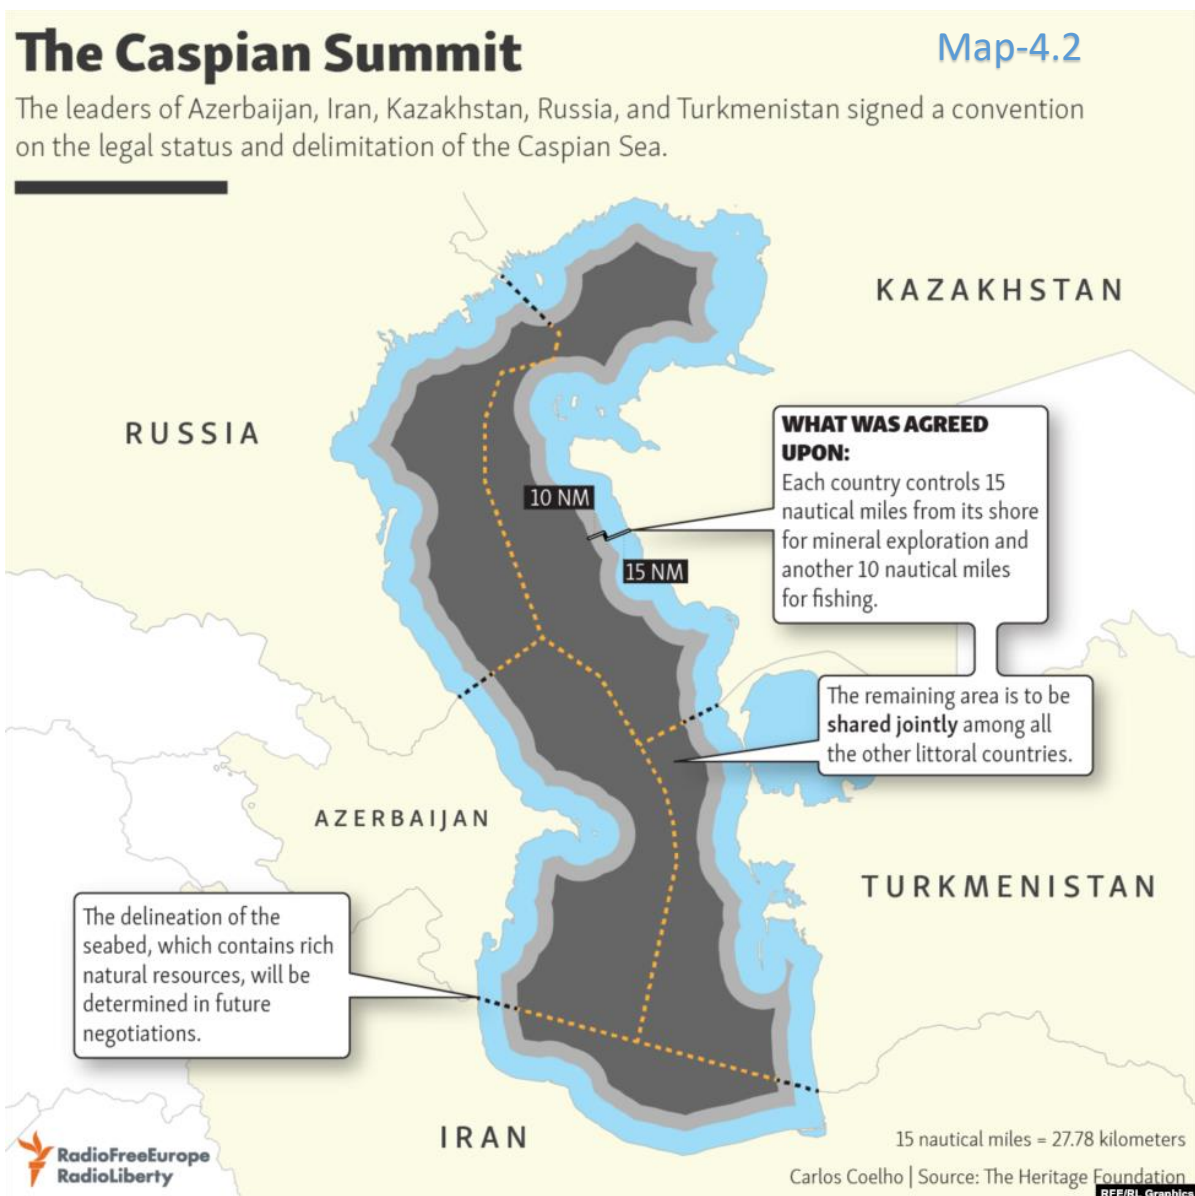 The Caspian Summit
Map-4.2
The leaders of Azerbaijan, Iran, Kazakhstan, Russia, and Turkmenistan signed a convention
on the legal status and delimitation of the Caspian Sea.
KAZAKHSTAN
RUSSIA
WHAT WAS AGREED
UPON:
Each country controls 15
nautical miles from its shore
for mineral exploration and
another 10 nautical miles
for fishing.
10 NM
15 NM
The remaining area is to be
shared jointly among all
the other littoral countries.
AZERBAIJAN
TURKMENISTAN
The delineation of the
seabed, which contains rich
natural resources, will be
determined in future
negotiations.
IRAN
15 nautical miles = 27.78 kilometers
RadioFreeEurope
RadioLiberty
Carlos Coelho | Source: The Heritage Foundation
RFE/RL Graphics